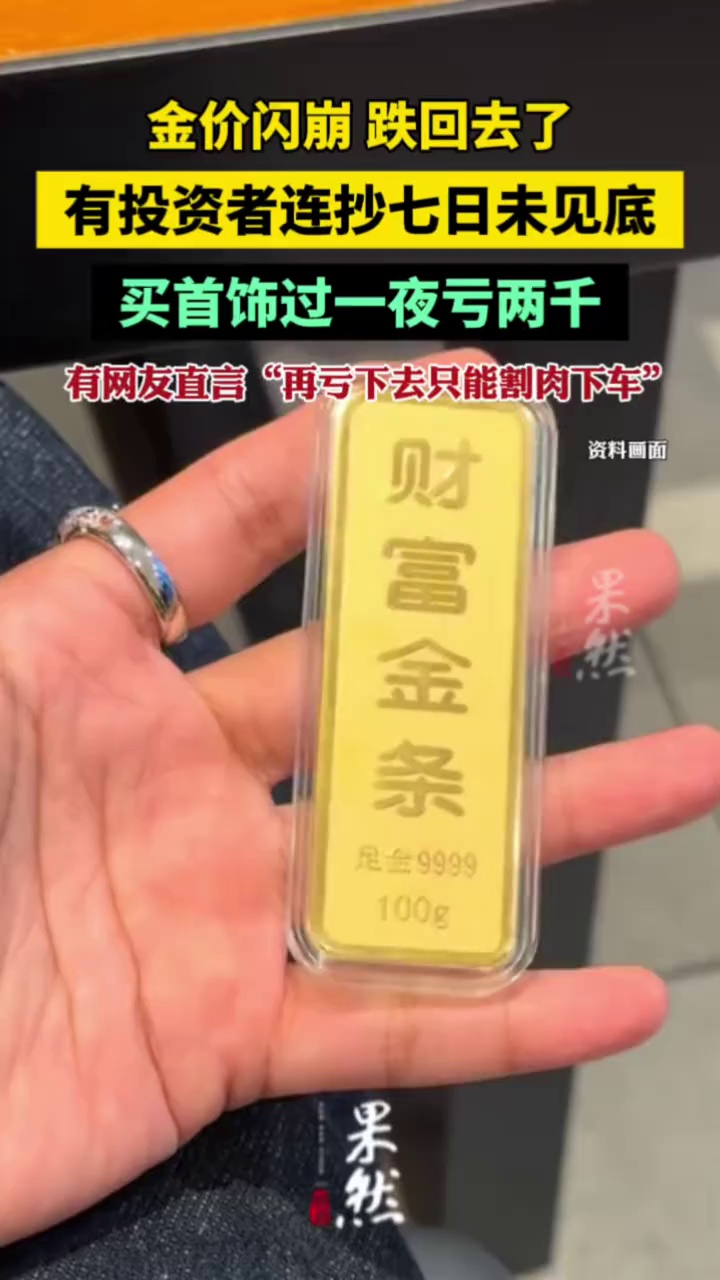 金价闪崩 跌回去了
有投资者连抄七日未见底
买首饰过一夜亏两千
有网友直言“再亏下去只能割肉下车”
资料画面
财富金条
足金9999
100g
果然
果然